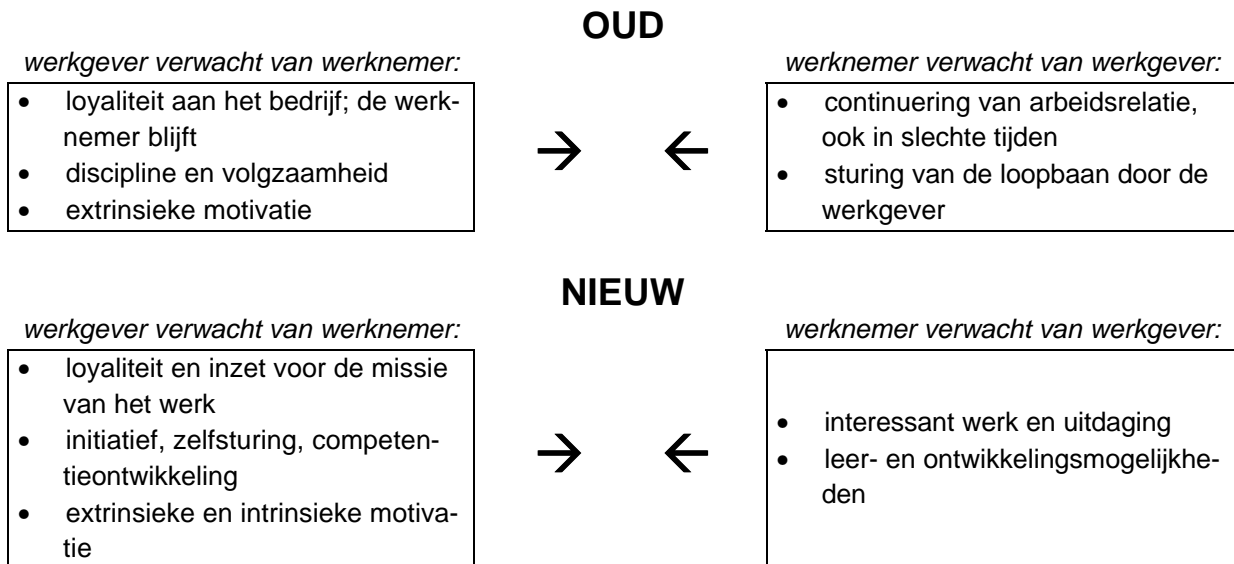 OUD
werkgever verwacht van werknemer:
• loyaliteit aan het bedrijf; de werk-
nemer blijft
• discipline en volgzaamheid
• extrinsieke motivatie
→ ←
werknemer verwacht van werkgever:
• continuering van arbeidsrelatie,
ook in slechte tijden
• sturing van de loopbaan door de
werkgever
NIEUW
werkgever verwacht van werknemer:
• loyaliteit en inzet voor de missie
van het werk
• initiatief, zelfsturing, competen-
tieontwikkeling
• extrinsieke en intrinsieke motiva-
tie
→ ←
werknemer verwacht van werkgever:
• interessant werk en uitdaging
• leer- en ontwikkelingsmogelijkhe-
den